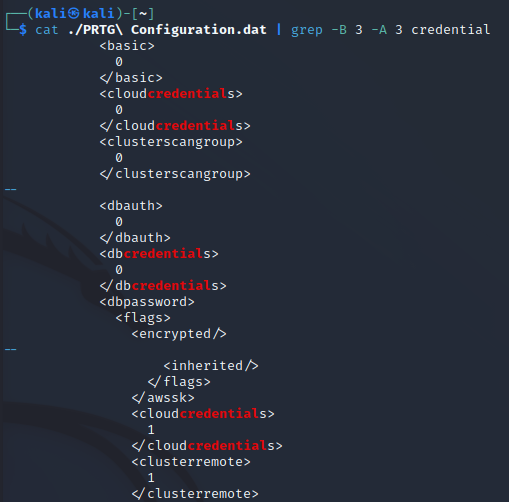 ┌──(kali㉿kali)-[~]
└─$ cat ./PRTG\ Configuration.dat | grep -B 3 -A 3 credential
<basic>
0
</basic>
<cloudcredentials>
0
</cloudcredentials>
<clusterscangroup>
0
</clusterscangroup>
--
<dbauth>
0
</dbauth>
<dbcredentials>
0
</dbcredentials>
<dbpassword>
<flags>
<encrypted/>
--
<inherited/>
</flags>
</awssk>
<cloudcredentials>
1
</cloudcredentials>
<clusterremote>
1
</clusterremote>